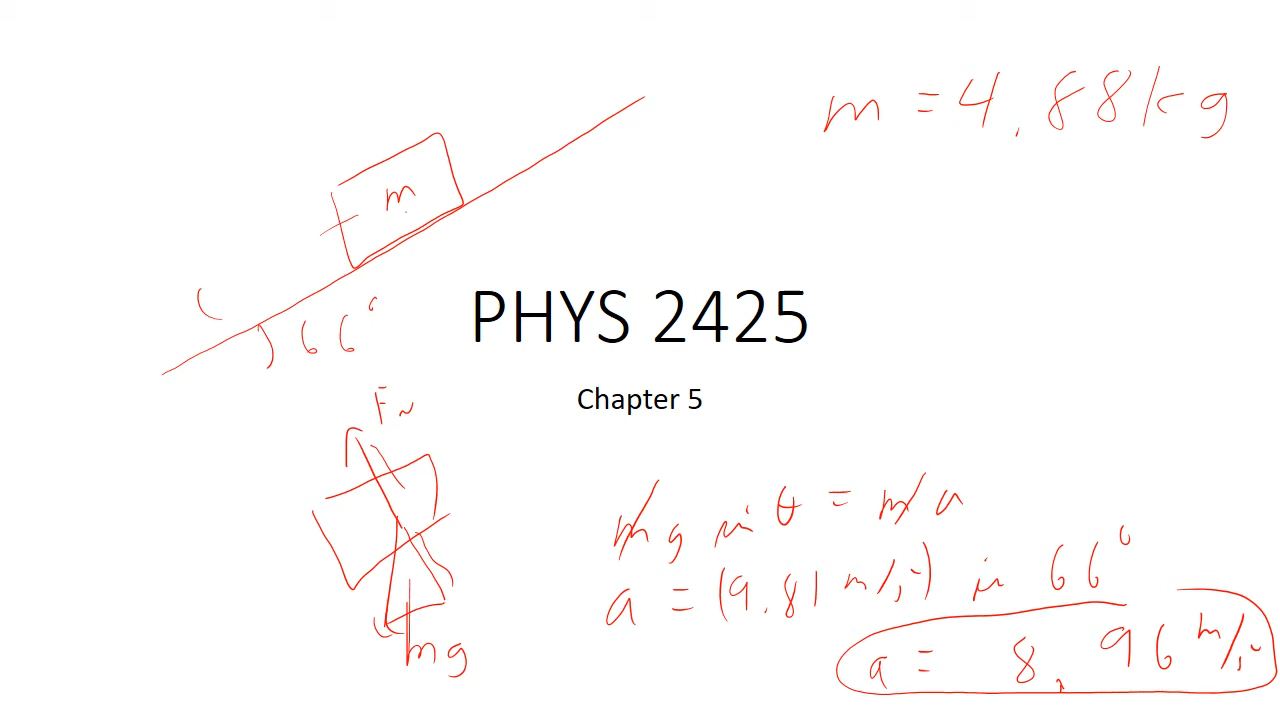 m = 4.88 kg
m
66°
PHYS 2425
Chapter 5
F_N
mg
mg sin θ = ma
a = (9.81 m/s²) sin 66°
a = 8.96 m/s²